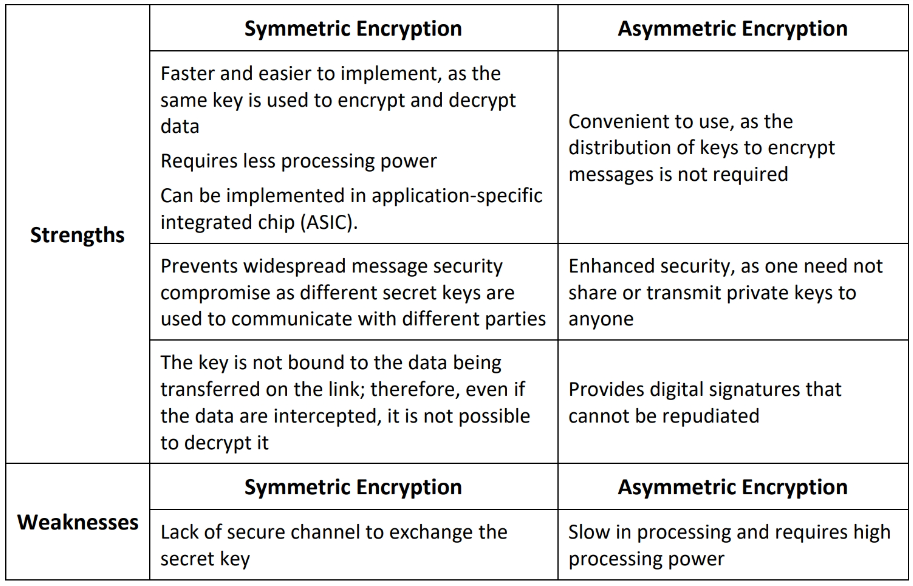 Symmetric Encryption
Asymmetric Encryption
Strengths
Faster and easier to implement, as the
same key is used to encrypt and decrypt
data
Requires less processing power
Can be implemented in application-specific
integrated chip (ASIC).
Convenient to use, as the
distribution of keys to encrypt
messages is not required
Prevents widespread message security
compromise as different secret keys are
used to communicate with different parties
Enhanced security, as one need not
share or transmit private keys to
anyone
The key is not bound to the data being
transferred on the link; therefore, even if
the data are intercepted, it is not possible
to decrypt it
Provides digital signatures that
cannot be repudiated
Weaknesses
Symmetric Encryption
Asymmetric Encryption
Lack of secure channel to exchange the
secret key
Slow in processing and requires high
processing power